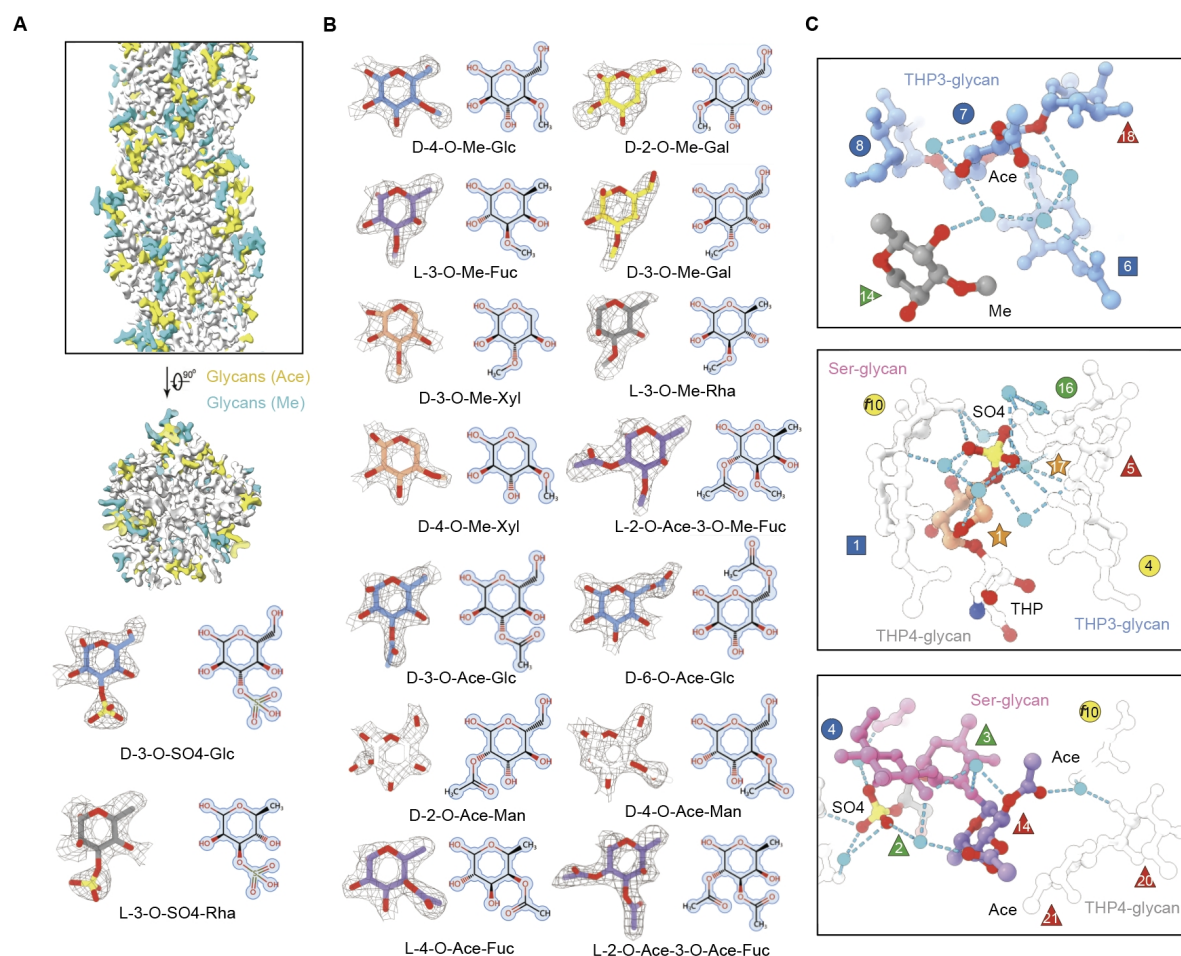 A
90°
Glycans (Ace)
Glycans (Me)
D-3-O-SO4-Glc
L-3-O-SO4-Rha
B
D-4-O-Me-Glc
D-2-O-Me-Gal
L-3-O-Me-Fuc
D-3-O-Me-Gal
D-3-O-Me-Xyl
L-3-O-Me-Rha
D-4-O-Me-Xyl
L-2-O-Ace-3-O-Me-Fuc
D-3-O-Ace-Glc
D-6-O-Ace-Glc
D-2-O-Ace-Man
D-4-O-Ace-Man
L-4-O-Ace-Fuc
L-2-O-Ace-3-O-Ace-Fuc
C
THP3-glycan
7
18
8
Ace
6
14
Me
Ser-glycan
f10
SO4
16
17
5
1
1
4
THP
THP4-glycan
THP3-glycan
Ser-glycan
f10
4
3
Ace
SO4
14
2
20
Ace
21
THP4-glycan